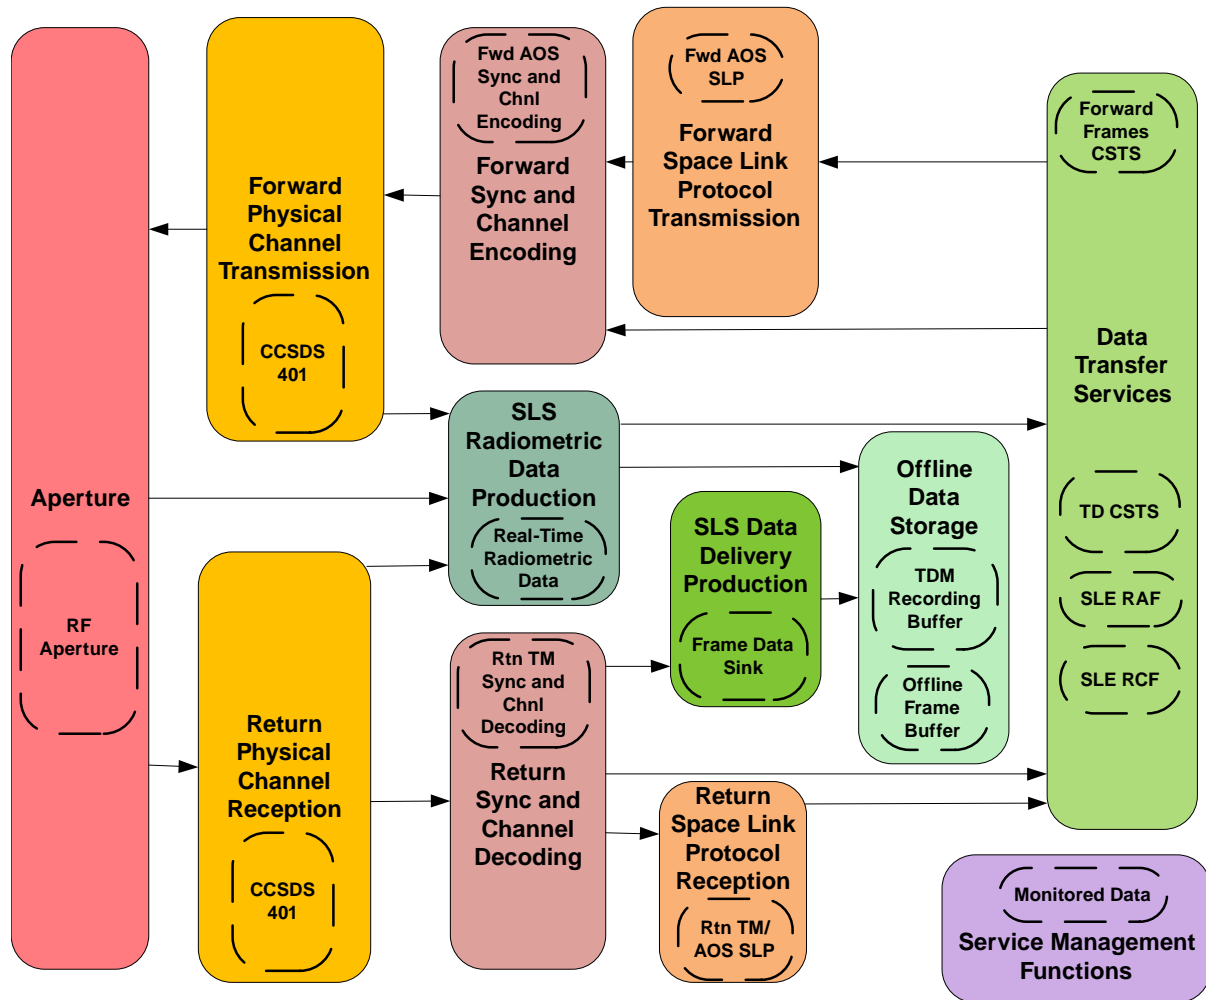 Aperture
RF
Aperture
Forward
Physical
Channel
Transmission
CCSDS
401
Return
Physical
Channel
Reception
CCSDS
401
Fwd AOS
Sync and
Chnl
Encoding
Forward
Sync and
Channel
Encoding
SLS
Radiometric
Data
Production
Real-Time
Radiometric
Data
Rtn TM
Sync and
Chnl
Decoding
Return
Sync and
Channel
Decoding
Fwd AOS
SLP
Forward
Space Link
Protocol
Transmission
SLS Data
Delivery
Production
Frame Data
Sink
Return
Space Link
Protocol
Reception
Rtn TM/
AOS SLP
Offline
Data
Storage
TDM
Recording
Buffer
Offline
Frame
Buffer
Forward
Frames
CSTS
Data
Transfer
Services
TD CSTS
SLE RAF
SLE RCF
Monitored Data
Service Management
Functions